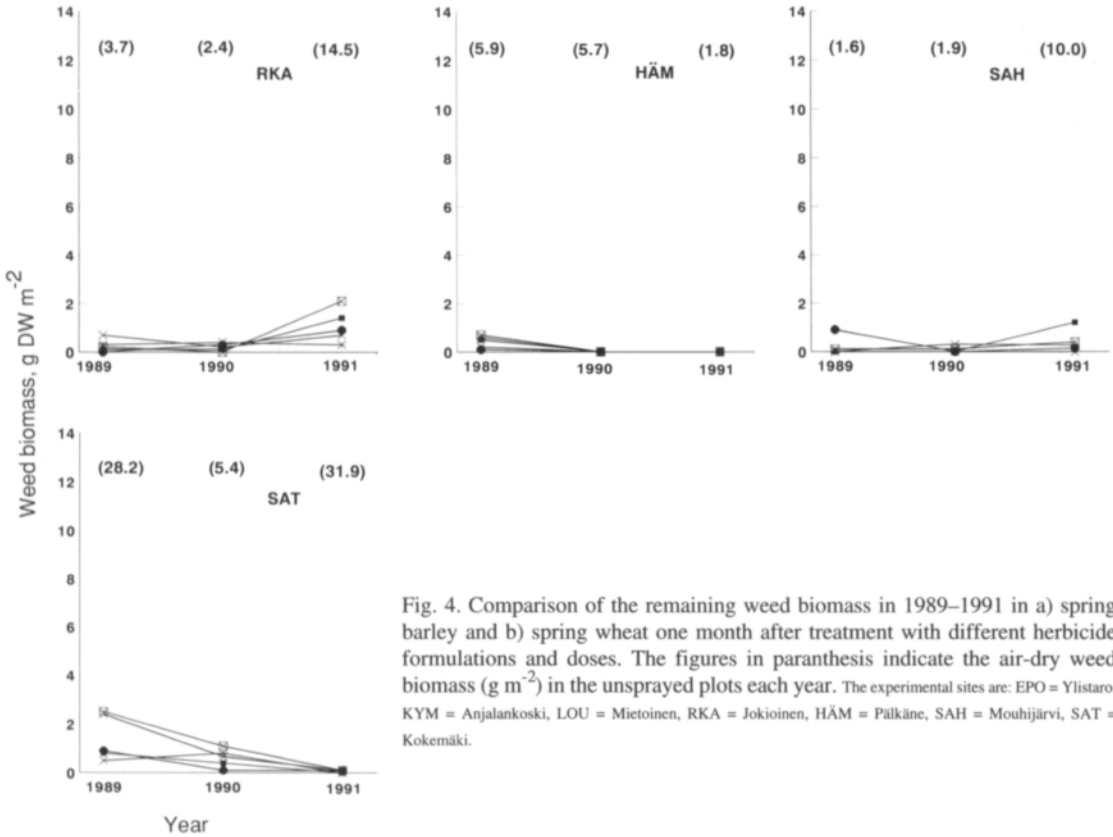 14
12
10
8
6
4
2
0
(3.7) (2.4) (14.5)
RKA
1989 1990 1991
14
12
10
8
6
4
2
0
(5.9) (5.7) (1.8)
HÄM
1989 1990 1991
14
12
10
8
6
4
2
0
(1.6) (1.9) (10.0)
SAH
1989 1990 1991
Weed biomass, g DW m-2
14
12
10
8
6
4
2
0
(28.2) (5.4) (31.9)
SAT
1989 1990 1991
Year
Fig. 4. Comparison of the remaining weed biomass in 1989–1991 in a) spring
barley and b) spring wheat one month after treatment with different herbicide
formulations and doses. The figures in paranthesis indicate the air-dry weed
biomass (g m-2) in the unsprayed plots each year. The experimental sites are: EPO = Ylistaro
KYM = Anjalankoski, LOU = Mietoinen, RKA = Jokioinen, HÄM = Pälkäne, SAH = Mouhijärvi, SAT =
Kokemäki.